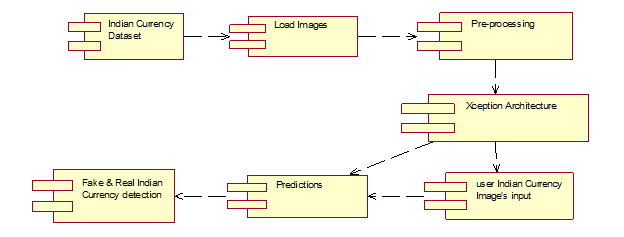 Indian Currency
Dataset
Load Images
Pre-processing
Xception Architecture
Fake & Real Indian
Currency detection
Predictions
user Indian Currency
Image's input